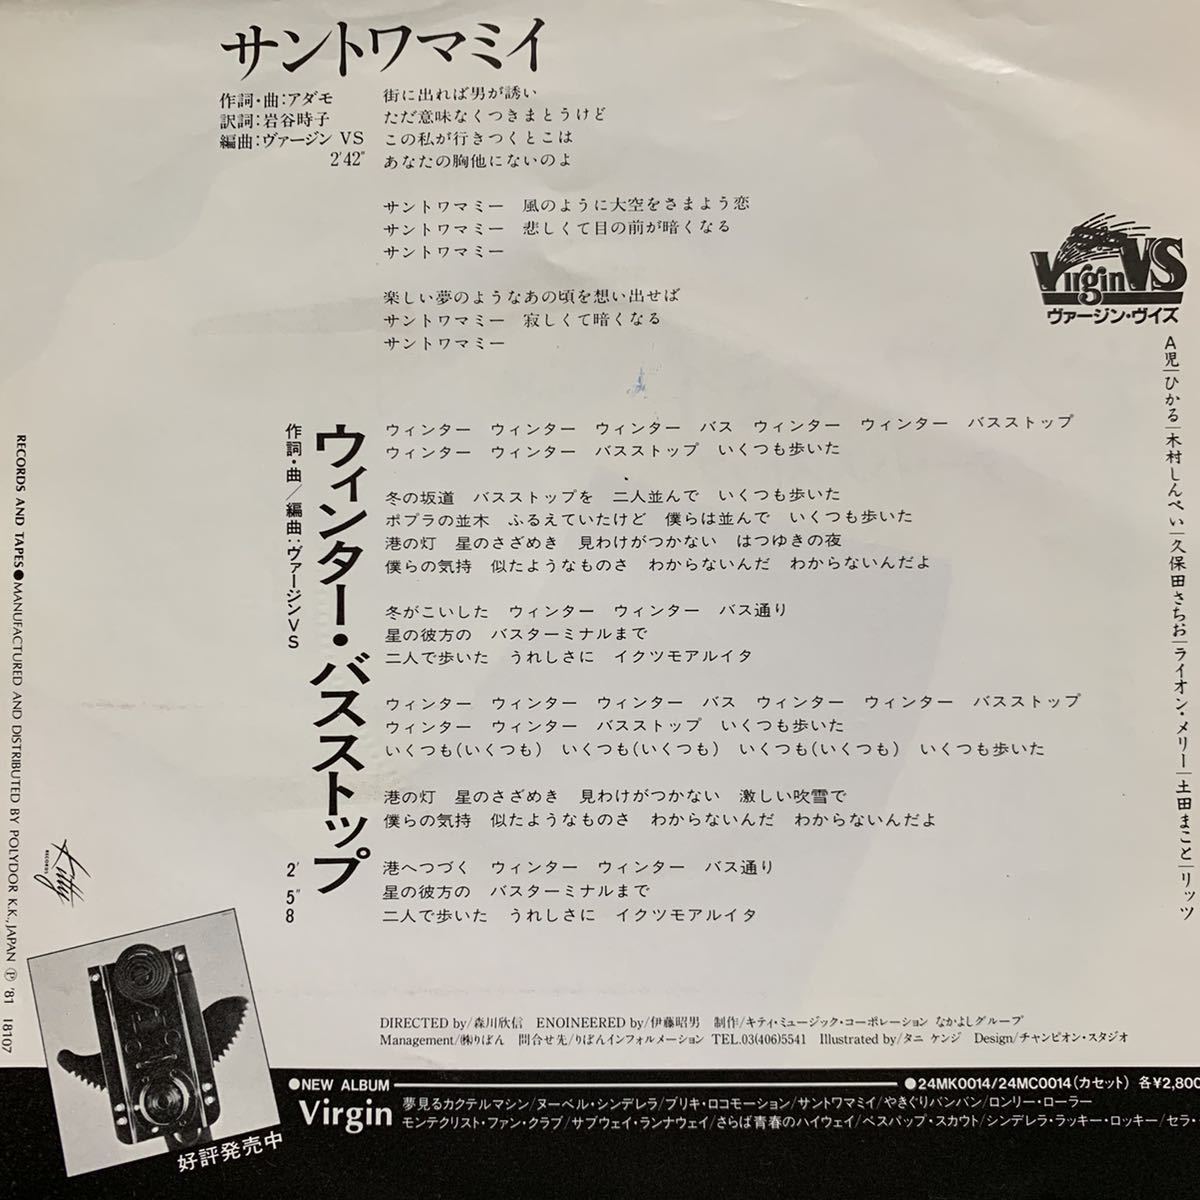 サントワマミイ
作詞・曲:アダモ
訳詞:岩谷時子
編曲:ヴァージン VS
2'42"
街に出れば男が誘い
ただ意味なくつきまとうけど
この私が行きつくとこは
あなたの胸他にないのよ
サントワマミー 風のように大空をさまよう恋
サントワマミー 悲しくて目の前が暗くなる
サントワマミー
楽しい夢のようなあの頃を想い出せば
サントワマミー 寂しくて暗くなる
サントワマミー
Virgin VS
ヴァージン・ヴイズ
A児|ひかる|木村しんぺい|久保田さちお|ライオン・メリー|土田まこと|リッツ
ウィンター・バスストップ
作詞・曲/編曲:ヴァージンVS
2'58"
ウィンター ウィンター ウィンター バス ウィンター ウィンター バスストップ
ウィンター ウィンター バスストップ いくつも歩いた
冬の坂道 バスストップを 二人並んで いくつも歩いた
ポプラの並木 ふるえていたけど 僕らは並んで いくつも歩いた
港の灯 星のさざめき 見わけがつかない はつゆきの夜
僕らの気持 似たようなものさ わからないんだ わからないんだよ
冬がこいした ウィンター ウィンター バス通り
星の彼方の バスターミナルまで
二人で歩いた うれしさに イクツモアルイタ
ウィンター ウィンター ウィンター バス ウィンター ウィンター バスストップ
ウィンター ウィンター バスストップ いくつも歩いた
いくつも(いくつも) いくつも(いくつも) いくつも(いくつも) いくつも歩いた
港の灯 星のさざめき 見わけがつかない 激しい吹雪で
僕らの気持 似たようなものさ わからないんだ わからないんだよ
港へつづく ウィンター ウィンター バス通り
星の彼方の バスターミナルまで
二人で歩いた うれしさに イクツモアルイタ
RECORDS AND TAPES●MANUFACTURED AND DISTRIBUTED BY POLYDOR K.K., JAPAN Ⓟ '81 18107
Kitty
RECORDS
DIRECTED by/森川欣信 ENOINEERED by/伊藤昭男 制作/キティ・ミュージック・コーポレーション なかよしグループ
Management/㈱りぼん 問合せ先/りぼんインフォルメーション TEL.03(406)5541 Illustrated by/タニ ケンジ Design/チャンピオン・スタジオ
●NEW ALBUM
●24MK0014/24MC0014(カセット) 各¥2,800
Virgin
夢見るカクテルマシン/ヌーベル・シンデレラ/ブリキ・ロコモーション/サントワマミイ/やきぐりバンバン/ロンリー・ローラー
モンテクリスト・ファン・クラブ/サブウェイ・ランナウェイ/さらば青春のハイウェイ/ベスパップ・スカウト/シンデレラ・ラッキー・ロッキー/セラ・
好評発売中